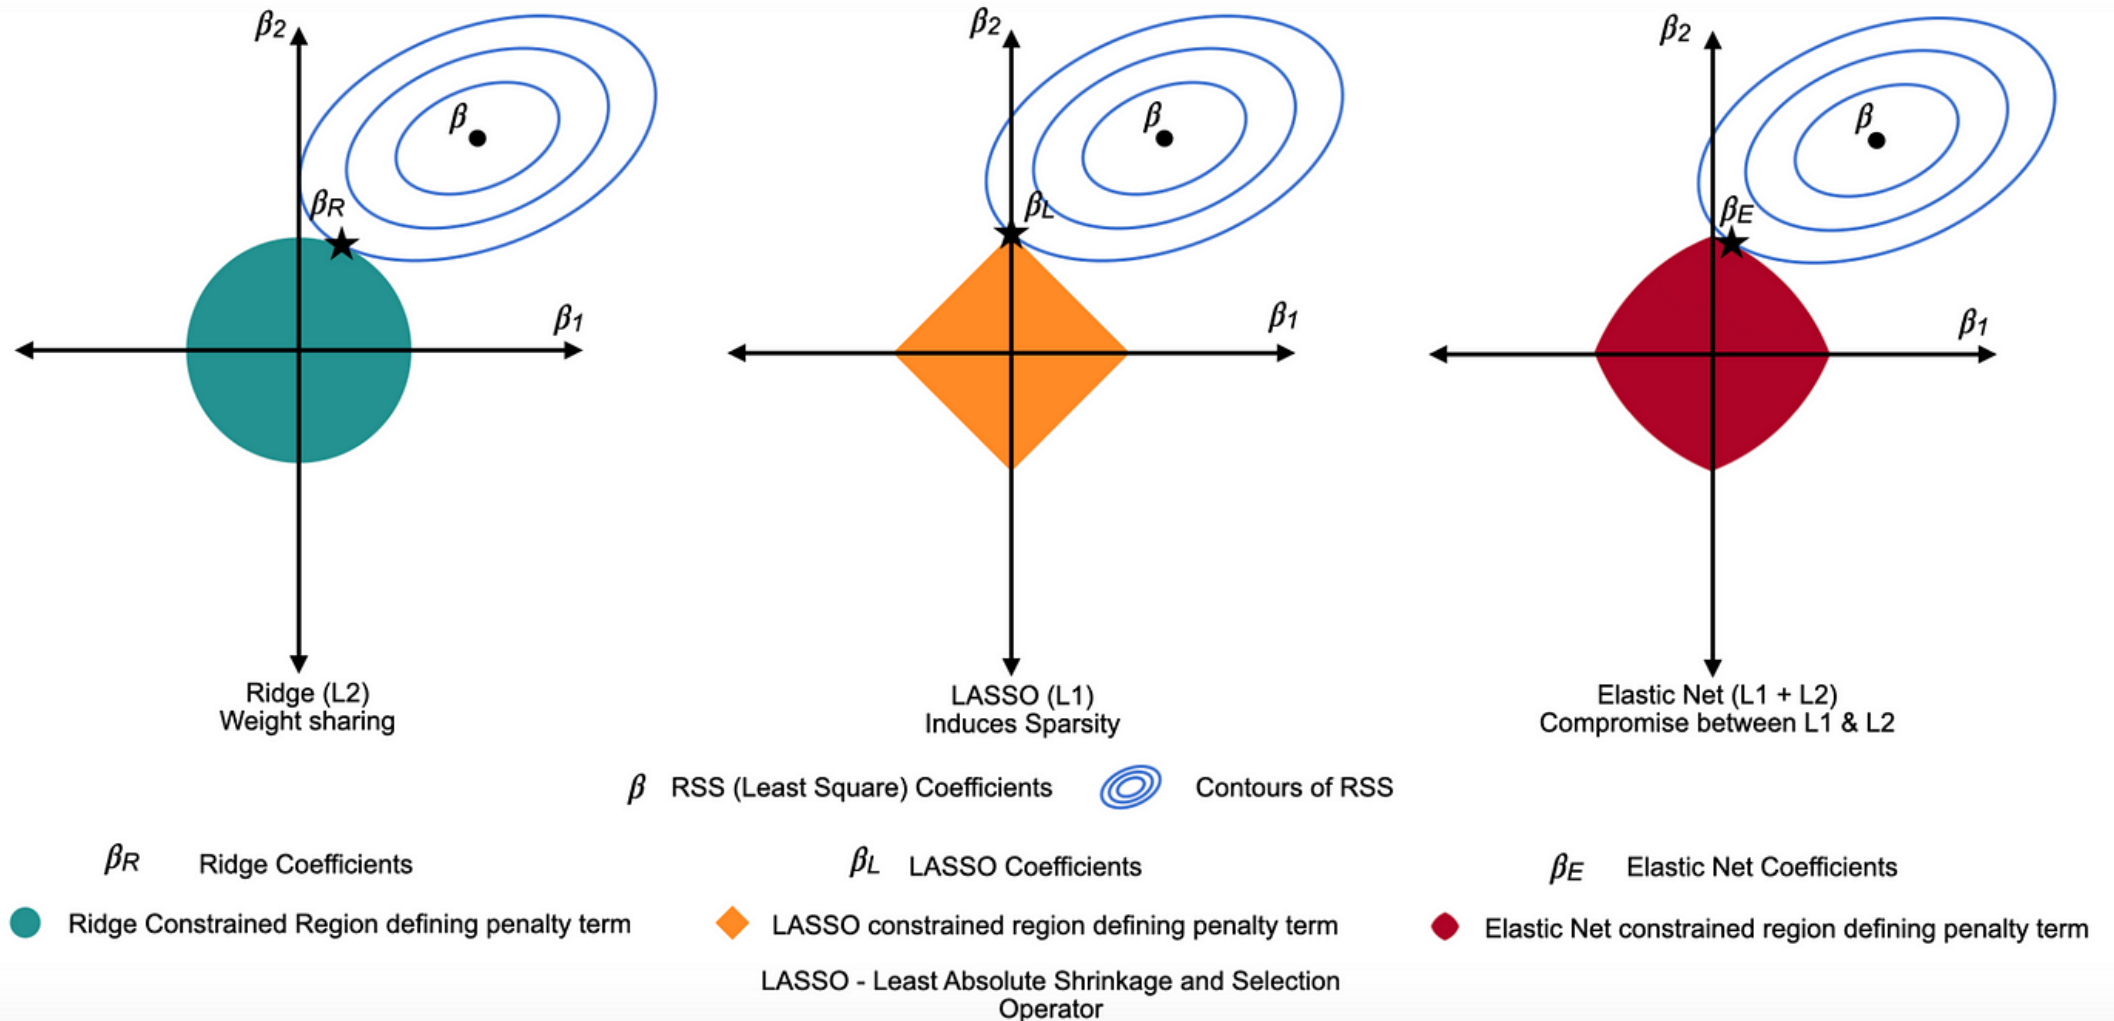 β2
β
βR
β1
Ridge (L2)
Weight sharing
β2
β
βL
β1
LASSO (L1)
Induces Sparsity
β2
β
βE
β1
Elastic Net (L1 + L2)
Compromise between L1 & L2
β RSS (Least Square) Coefficients
Contours of RSS
βR Ridge Coefficients
βL LASSO Coefficients
βE Elastic Net Coefficients
Ridge Constrained Region defining penalty term
LASSO constrained region defining penalty term
Elastic Net constrained region defining penalty term
LASSO - Least Absolute Shrinkage and Selection
Operator